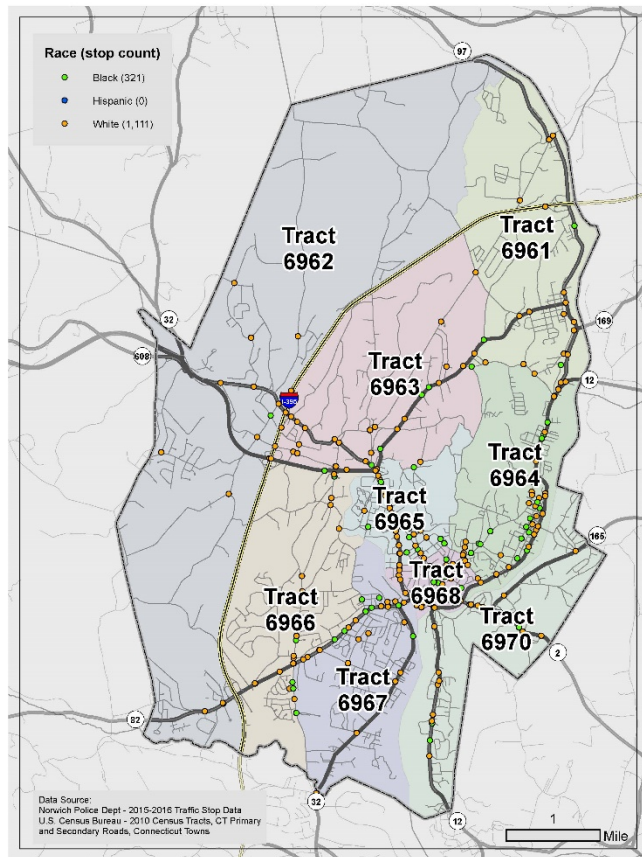 Race (stop count)
Black (321)
Hispanic (0)
White (1,111)
97
Tract
6962
Tract
6961
32
169
608
Tract
6963
12
I-395
Tract
6964
Tract
6965
165
Tract
6968
Tract
6966
Tract
6970
2
Tract
6967
82
32
12
Data Source:
Norwich Police Dept - 2015-2016 Traffic Stop Data
U.S. Census Bureau - 2010 Census Tracts, CT Primary
and Secondary Roads, Connecticut Towns
1
Mile